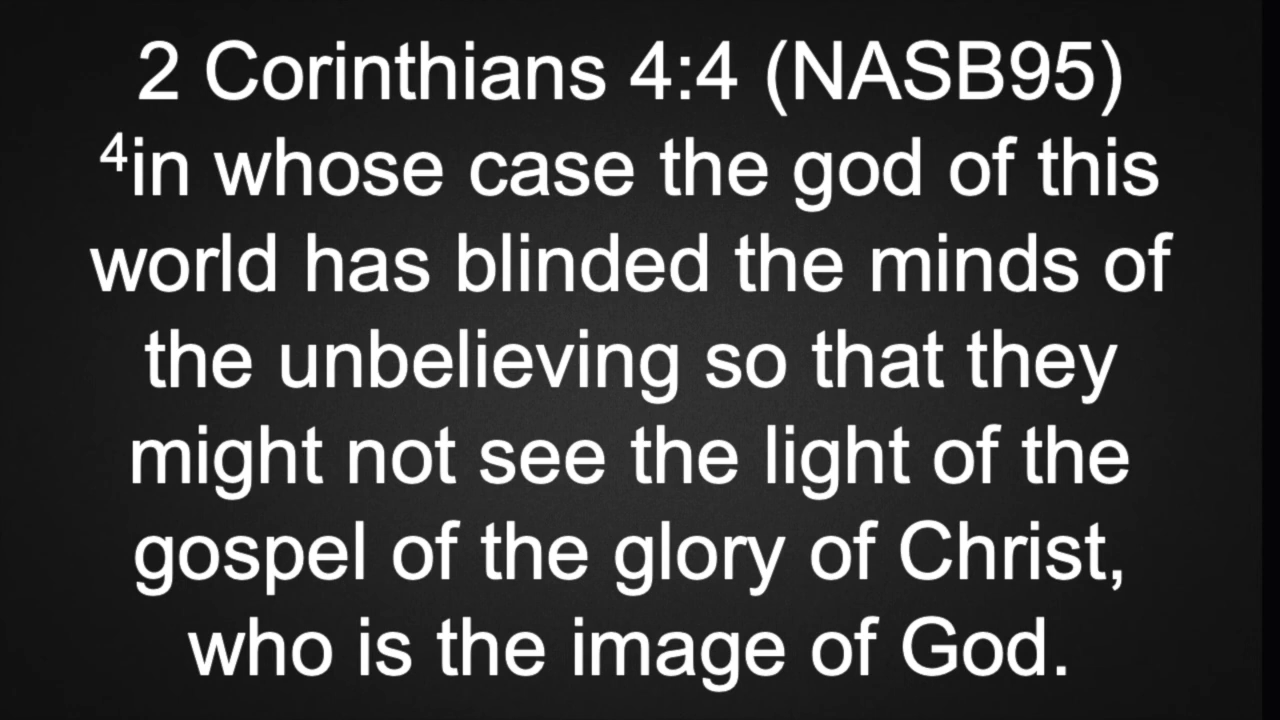 2 Corinthians 4:4 (NASB95)
⁴in whose case the god of this
world has blinded the minds of
the unbelieving so that they
might not see the light of the
gospel of the glory of Christ,
who is the image of God.